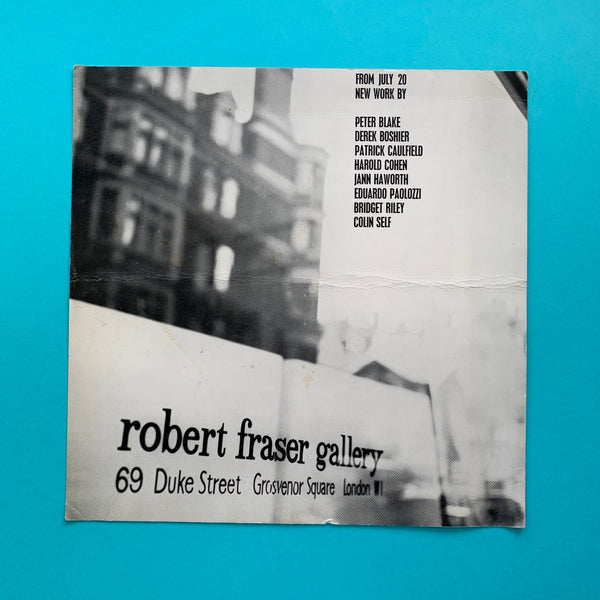 FROM JULY 20
NEW WORK BY
PETER BLAKE
DEREK BOSHIER
PATRICK CAULFIELD
HAROLD COHEN
JANN HAWORTH
EDUARDO PAOLOZZI
BRIDGET RILEY
COLIN SELF
robert fraser gallery
69 Duke Street Grosvenor Square London W1